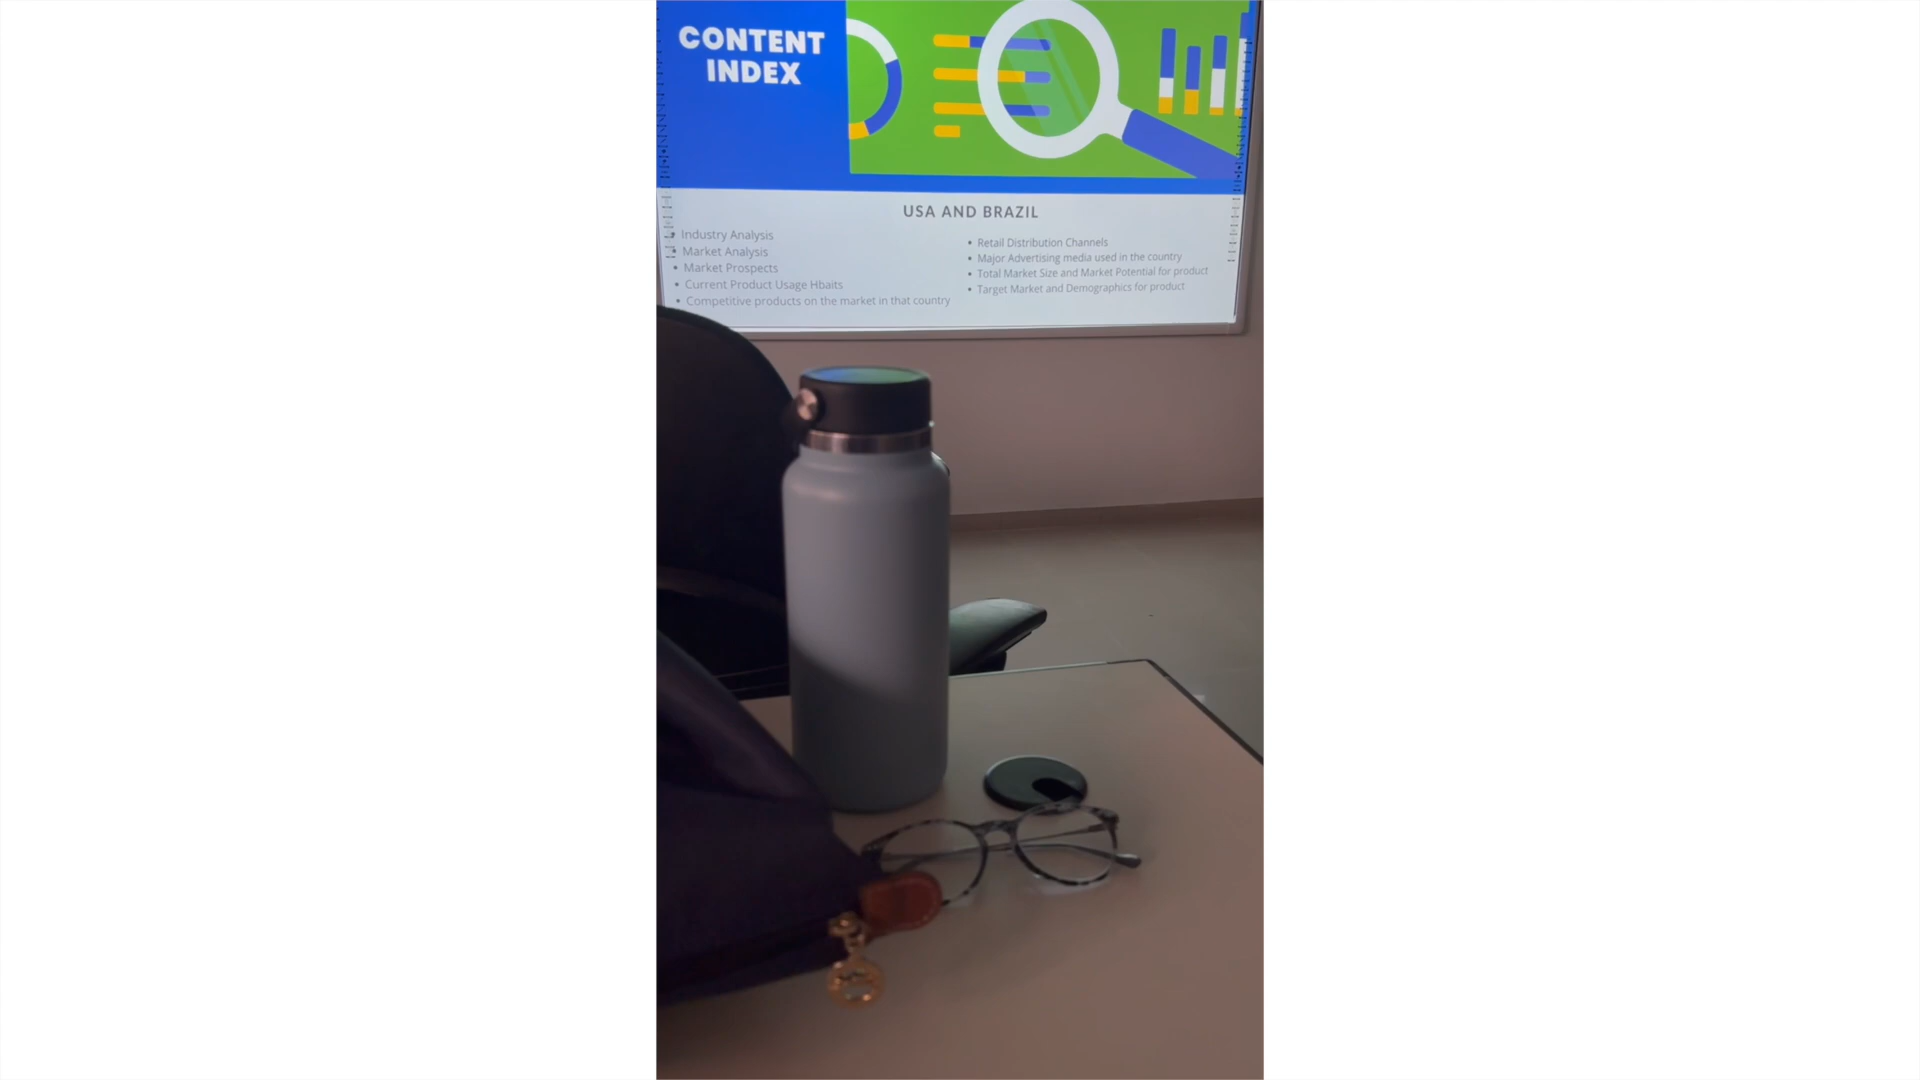 CONTENT
INDEX
USA AND BRAZIL
• Industry Analysis
• Market Analysis
• Market Prospects
• Current Product Usage Hbaits
• Competitive products on the market in that country
• Retail Distribution Channels
• Major Advertising media used in the country
• Total Market Size and Market Potential for product
• Target Market and Demographics for product